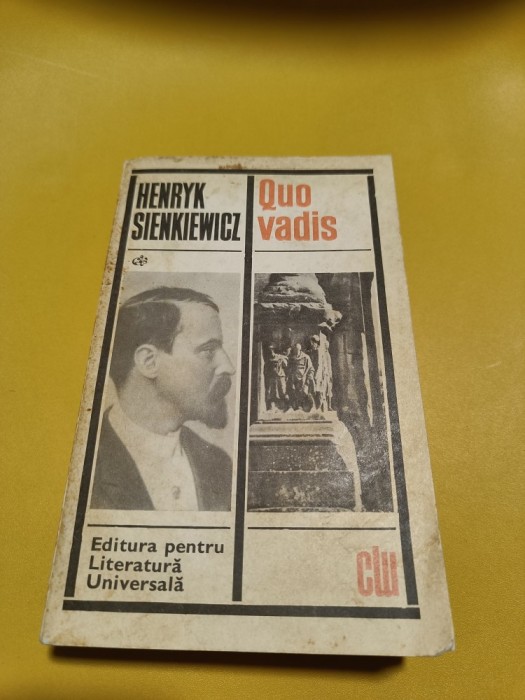 HENRYK
SIENKIEWICZ
Quo
vadis
Editura pentru
Literatură
Universală
clu